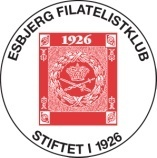 ESBJERG FILATELISTKLUB
1926
STIFTET I 1926